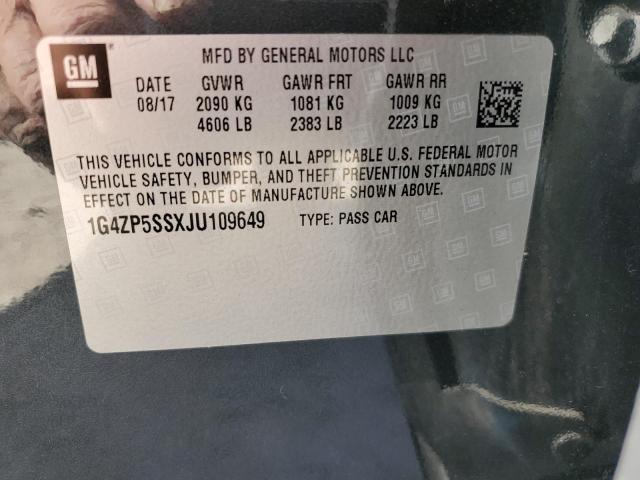 GM
MFD BY GENERAL MOTORS LLC
DATE GVWR GAWR FRT GAWR RR
08/17 2090 KG 1081 KG 1009 KG
4606 LB 2383 LB 2223 LB
THIS VEHICLE CONFORMS TO ALL APPLICABLE U.S. FEDERAL MOTOR
VEHICLE SAFETY, BUMPER, AND THEFT PREVENTION STANDARDS IN
EFFECT ON THE DATE OF MANUFACTURE SHOWN ABOVE.
1G4ZP5SSXJU109649 TYPE: PASS CAR